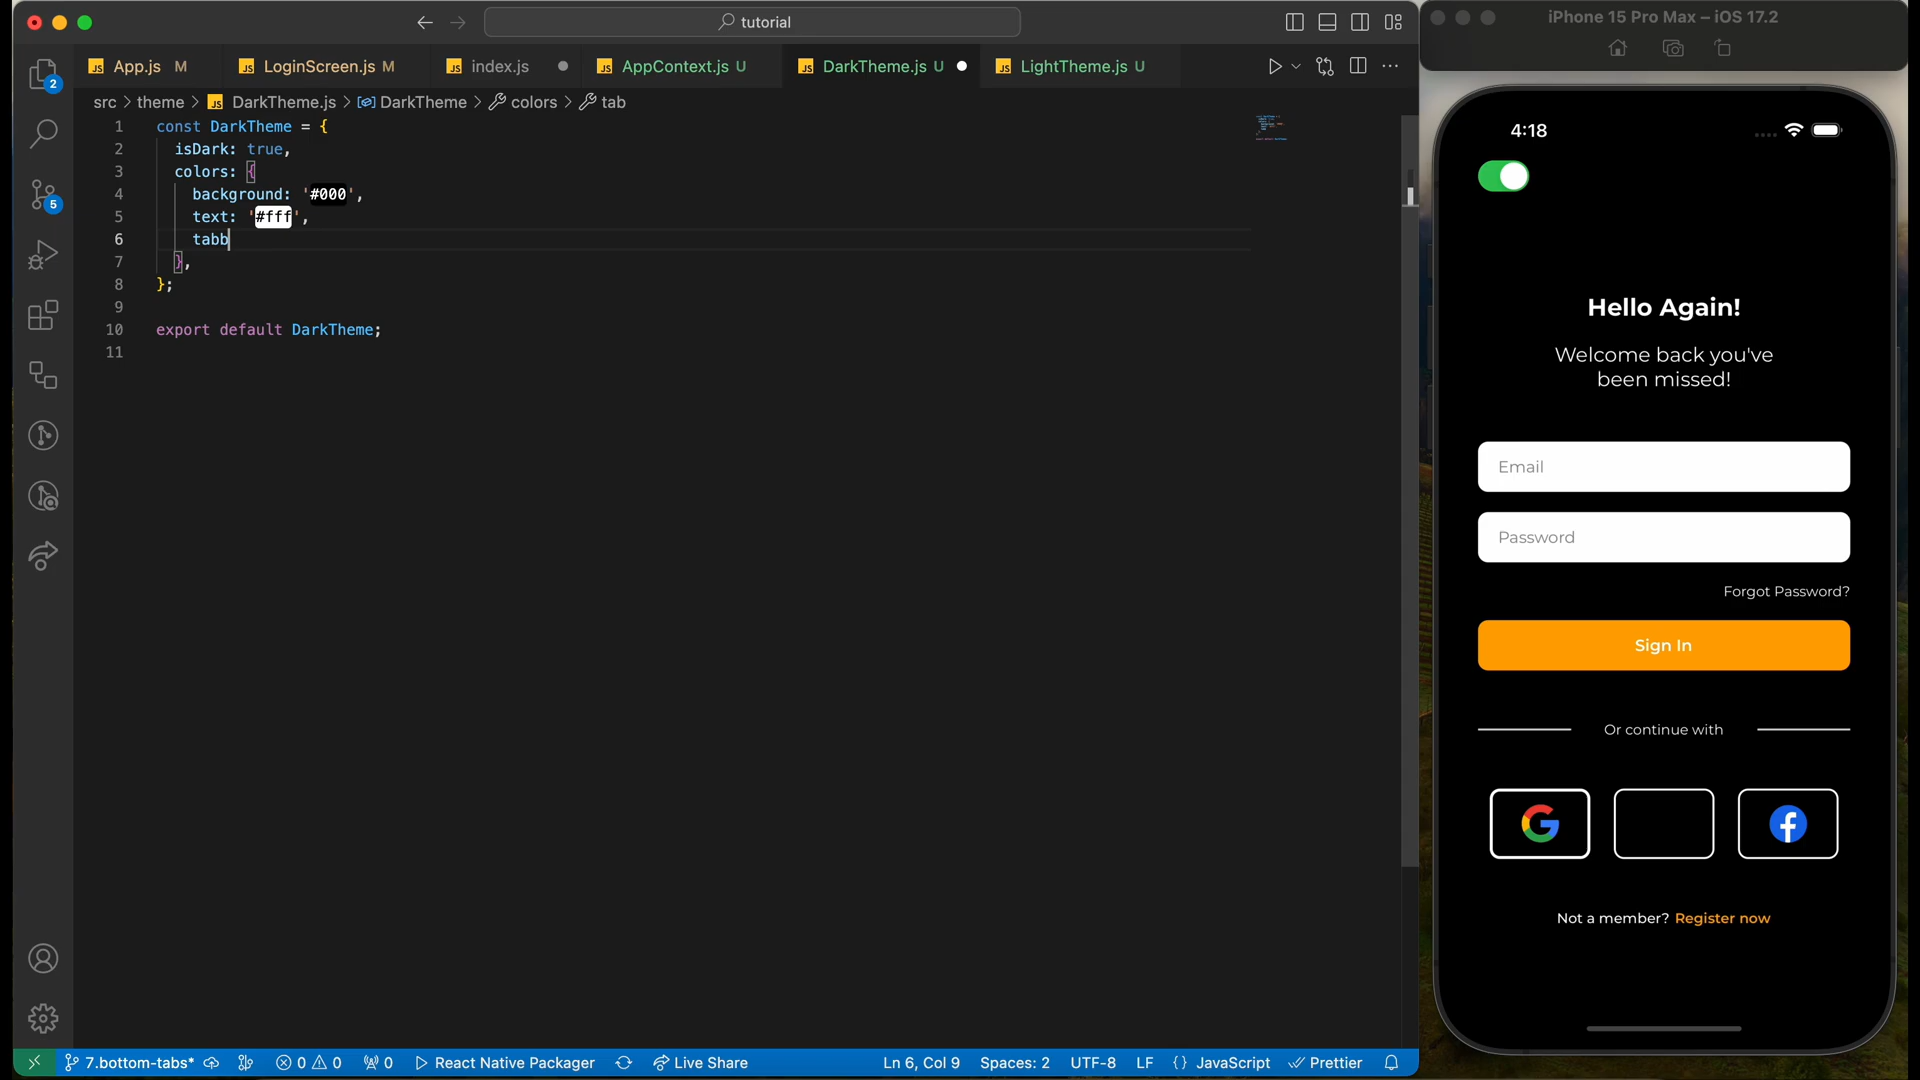 tutorial
App.js M
LoginScreen.js M
index.js
AppContext.js U
DarkTheme.js U
LightTheme.js U
src > theme > JS DarkTheme.js > DarkTheme > colors > tab
1 const DarkTheme = {
2 isDark: true,
3 colors: {
4 background: '#000',
5 text: '#fff',
6 tabb
7 },
8 };
9
10 export default DarkTheme;
11
2
5
7.bottom-tabs*
0 0
0
React Native Packager
Live Share
Ln 6, Col 9
Spaces: 2
UTF-8
LF
{ } JavaScript
Prettier
iPhone 15 Pro Max – iOS 17.2
4:18
Hello Again!
Welcome back you've
been missed!
Email
Password
Forgot Password?
Sign In
Or continue with
Not a member? Register now